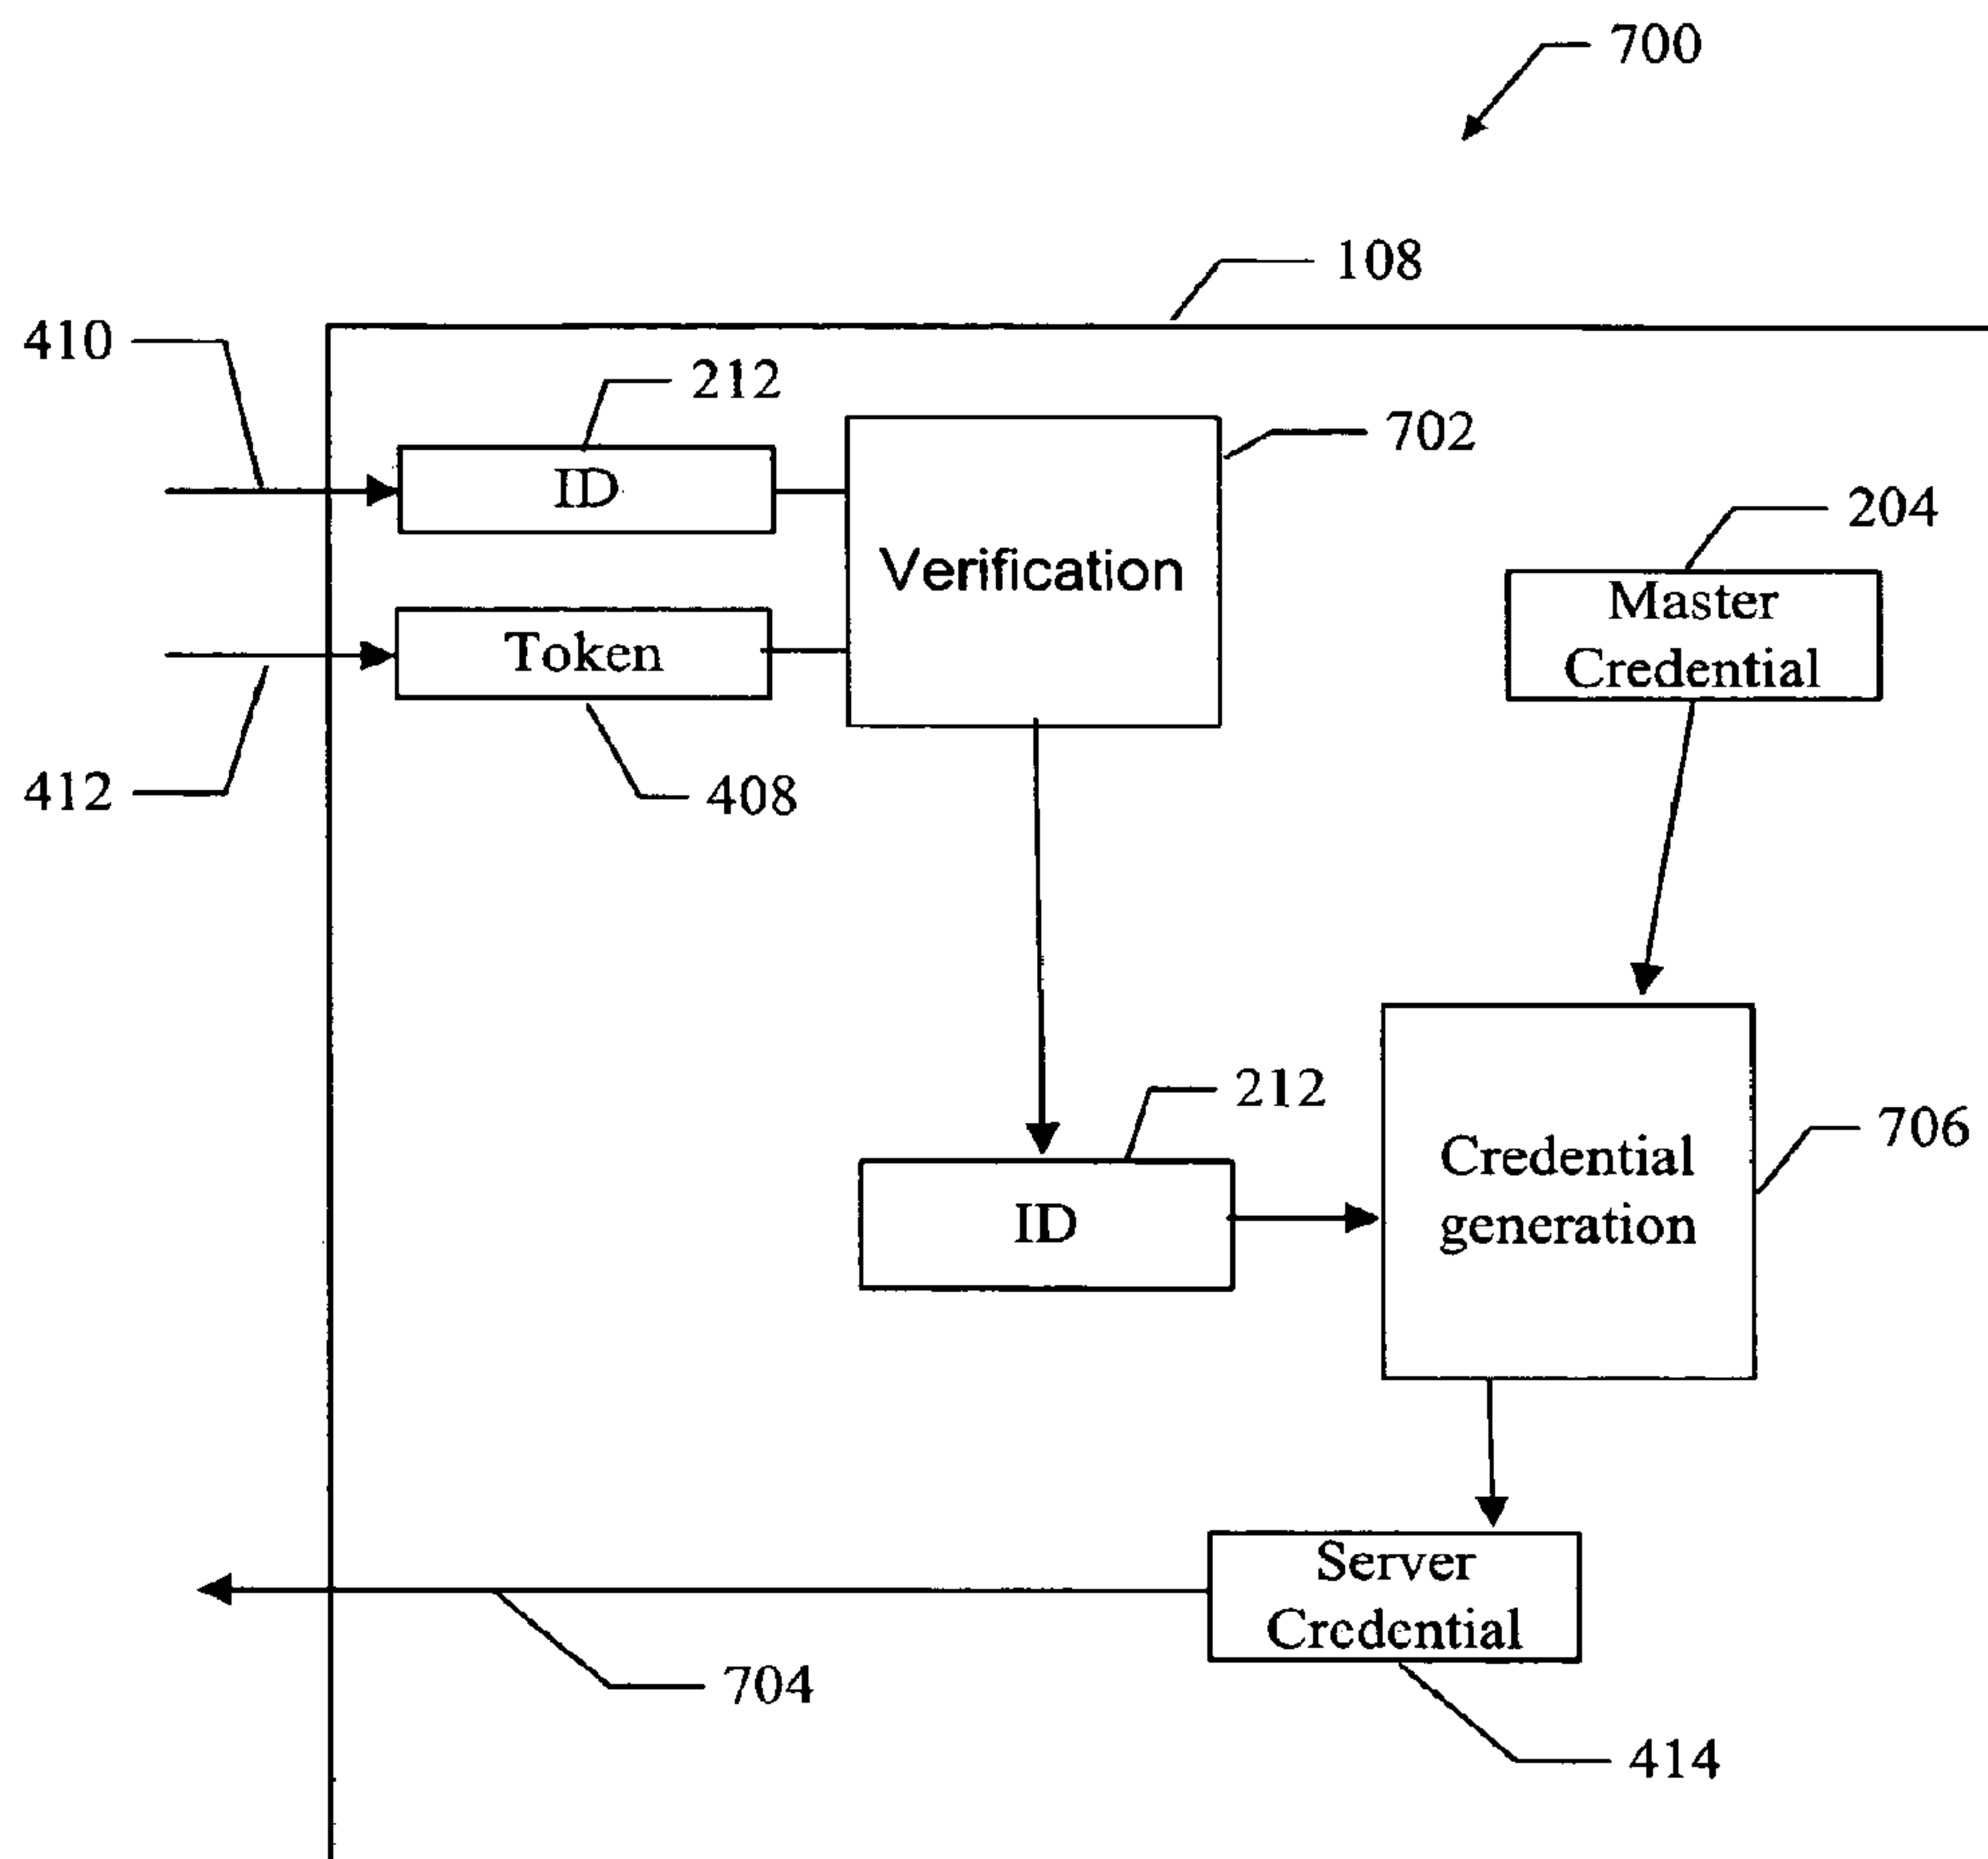 700
108
410
212
702
ID
204
Verification
Master
Credential
Token
412
408
212
706
Credential
generation
ID
Server
Credential
704
414